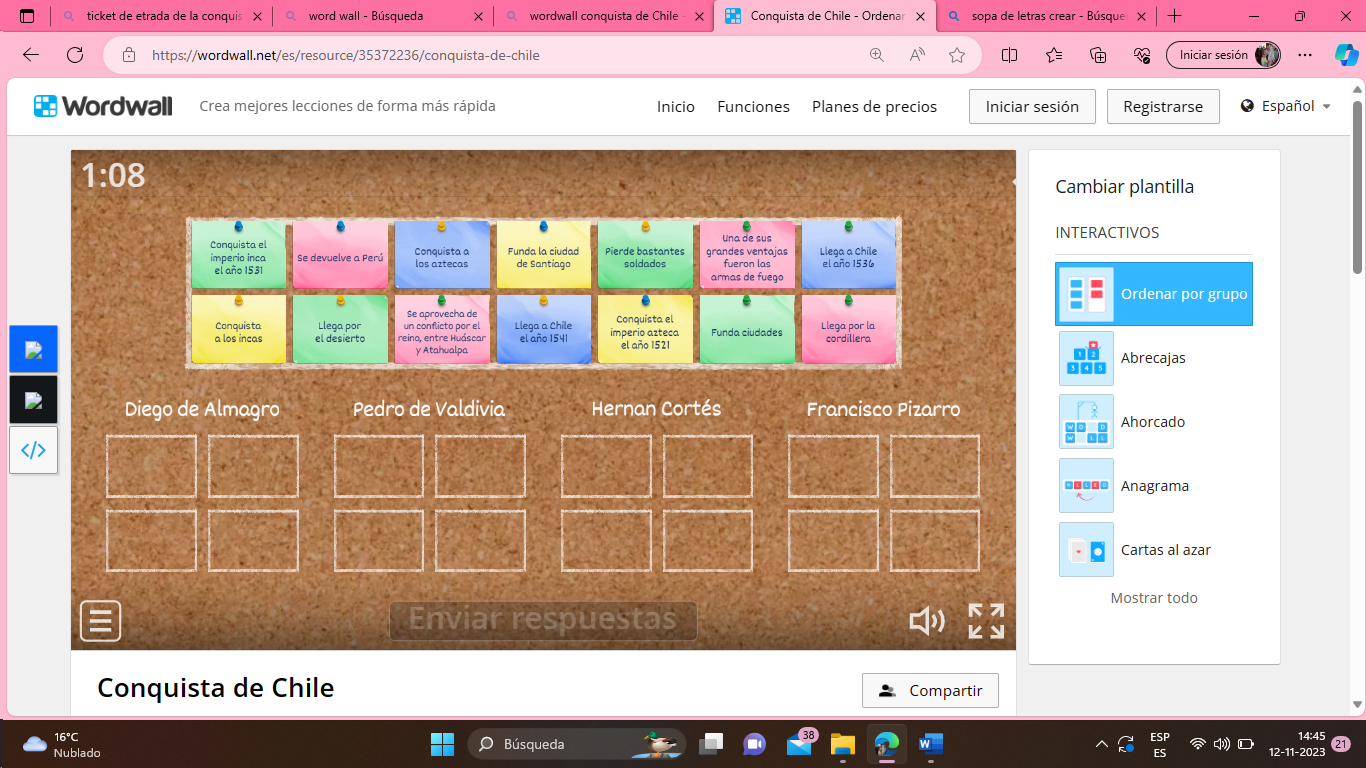 ticket de etrada de la conquis
word wall - Búsqueda
wordwall conquista de Chile -
Conquista de Chile - Ordenar
sopa de letras crear - Búsque
https://wordwall.net/es/resource/35372236/conquista-de-chile
Iniciar sesión
Wordwall
Crea mejores lecciones de forma más rápida
Inicio
Funciones
Planes de precios
Iniciar sesión
Registrarse
Español
1:08
Conquista el
imperio inca
el año 1531
Se devuelve a Perú
Conquista a
los aztecas
Funda la ciudad
de Santiago
Pierde bastantes
soldados
Una de sus
grandes ventajas
fueron las
armas de fuego
Llega a Chile
el año 1536
Conquista
a los incas
Llega por
el desierto
Se aprovecha de
un conflicto por el
reino, entre Huáscar
y Atahualpa
Llega a Chile
el año 1541
Conquista el
imperio azteca
el año 1521
Funda ciudades
Llega por la
cordillera
Diego de Almagro
Pedro de Valdivia
Hernan Cortés
Francisco Pizarro
Enviar respuestas
Cambiar plantilla
INTERACTIVOS
Ordenar por grupo
Abrecajas
Ahorcado
Anagrama
Cartas al azar
Mostrar todo
Conquista de Chile
Compartir
16°C
Nublado
Búsqueda
38
ESP
ES
14:45
12-11-2023
21